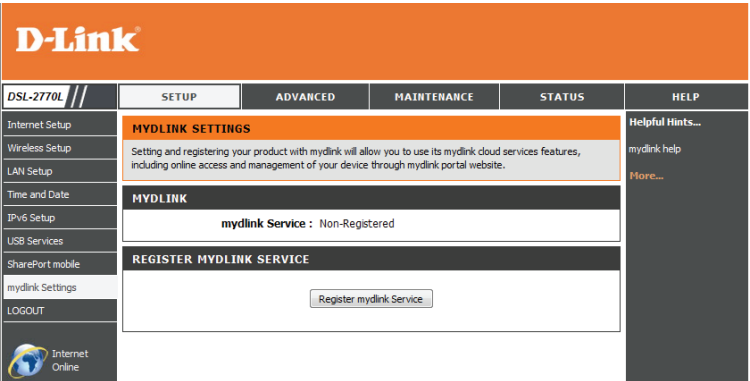 D-Link
DSL-2770L
SETUP
ADVANCED
MAINTENANCE
STATUS
HELP
Internet Setup
Wireless Setup
LAN Setup
Time and Date
IPv6 Setup
USB Services
SharePort mobile
mydlink Settings
LOGOUT
Internet
Online
MYDLINK SETTINGS
Setting and registering your product with mydlink will allow you to use its mydlink cloud services features,
including online access and management of your device through mydlink portal website.
MYDLINK
mydlink Service : Non-Registered
REGISTER MYDLINK SERVICE
Register mydlink Service
Helpful Hints...
mydlink help
More...